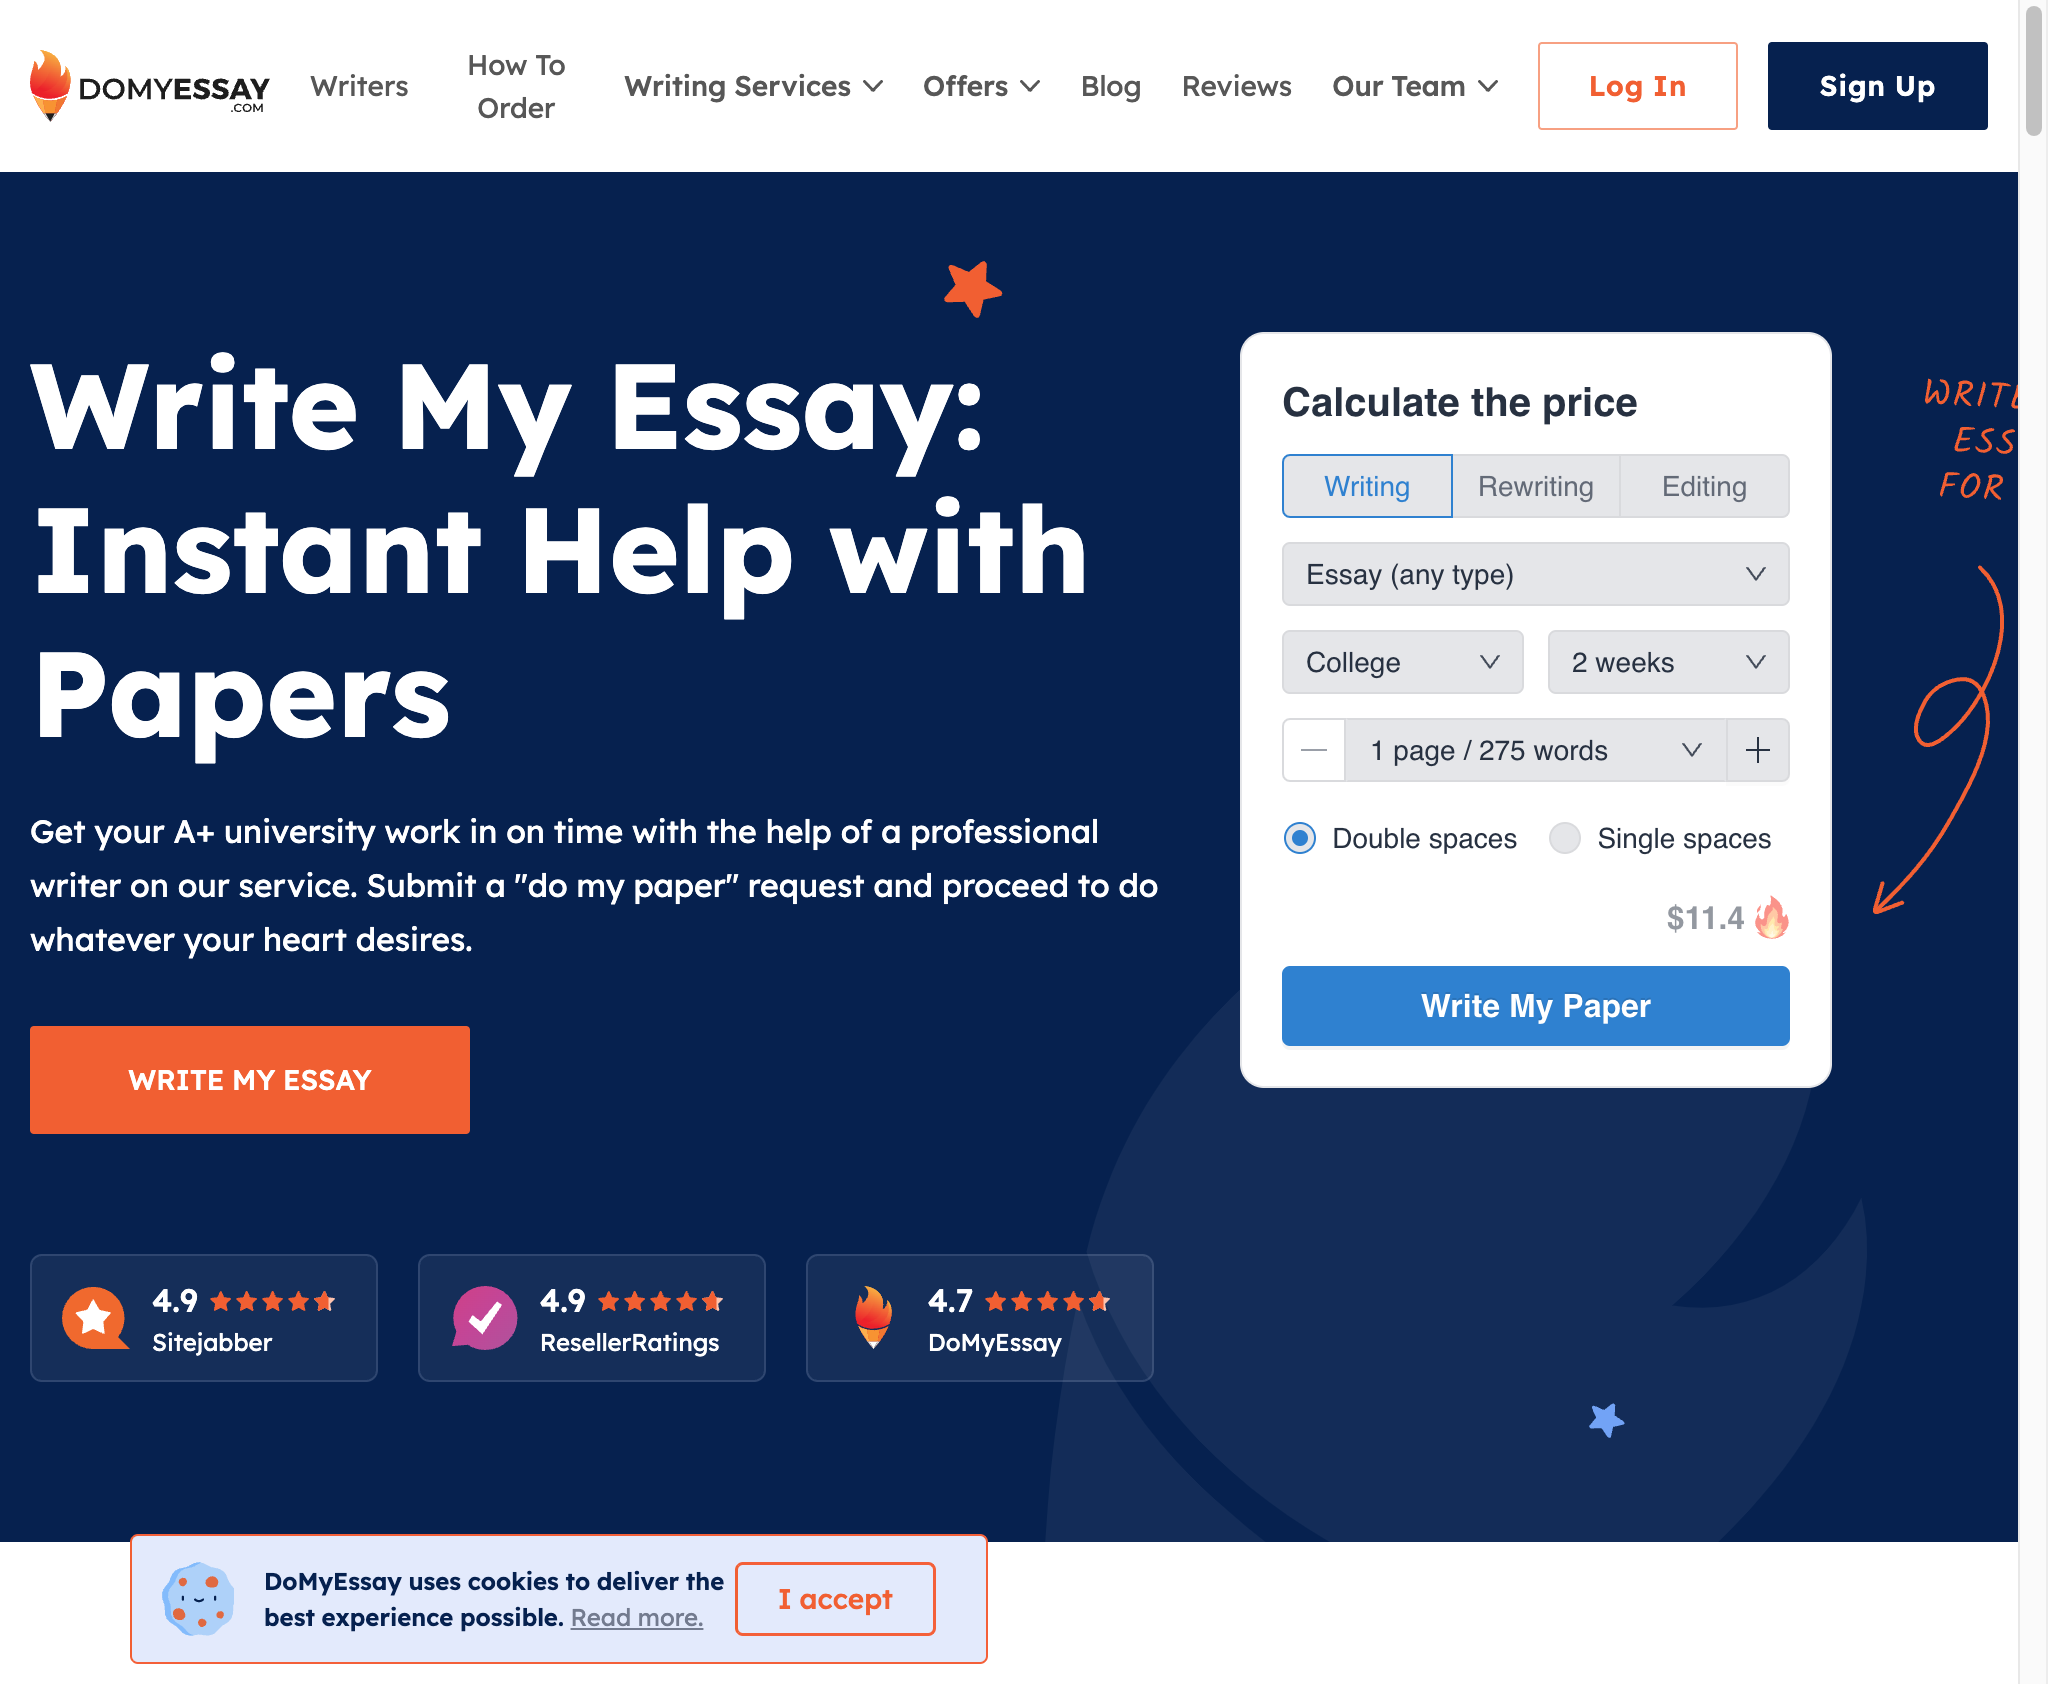 DOMYESSAY
.COM
Writers
How To
Order
Writing Services
Offers
Blog
Reviews
Our Team
Log In
Sign Up
Write My Essay:
Instant Help with
Papers
Get your A+ university work in on time with the help of a professional
writer on our service. Submit a "do my paper" request and proceed to do
whatever your heart desires.
WRITE MY ESSAY
4.9
Sitejabber
4.9
ResellerRatings
4.7
DoMyEssay
Calculate the price
Writing
Rewriting
Editing
Essay (any type)
College
2 weeks
1 page / 275 words
Double spaces
Single spaces
$11.4
Write My Paper
WRITE
ESS
FOR
DoMyEssay uses cookies to deliver the
best experience possible. Read more.
I accept